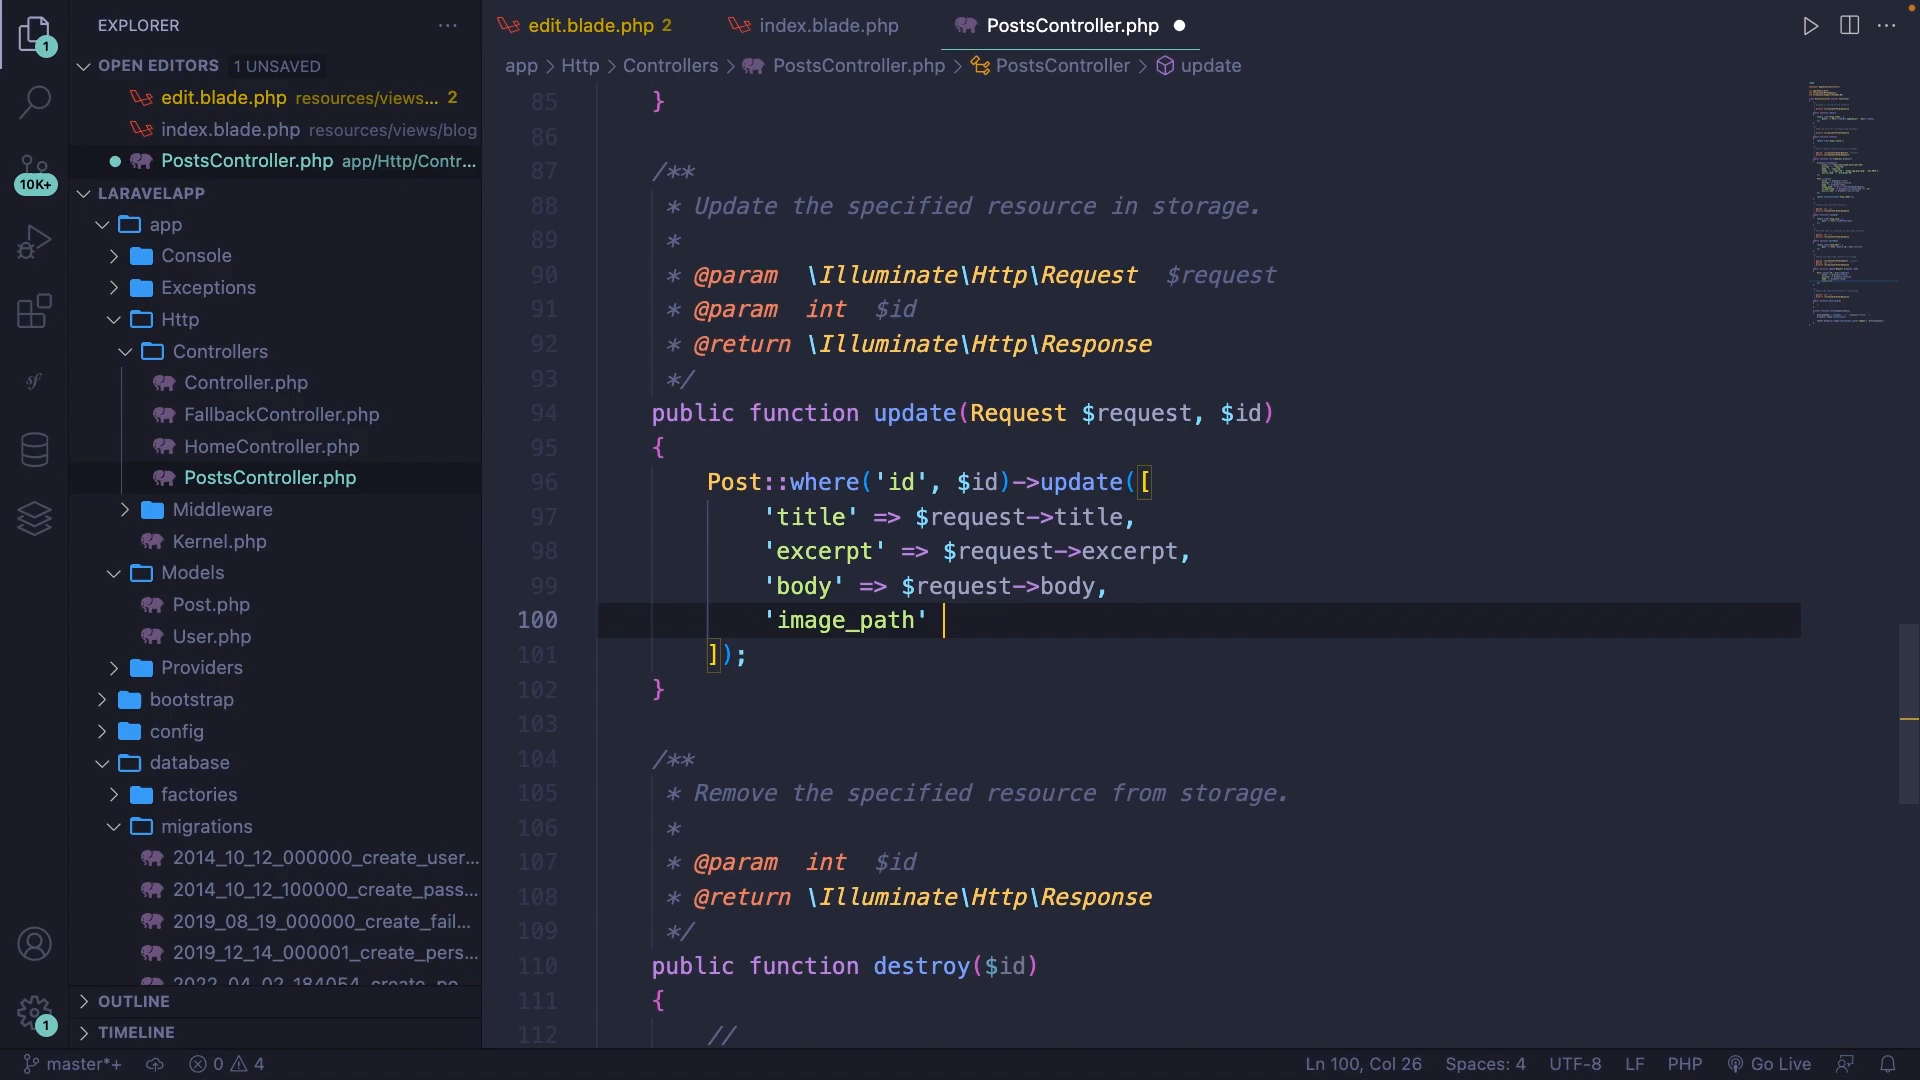 EXPLORER
OPEN EDITORS 1 UNSAVED
edit.blade.php resources/views... 2
index.blade.php resources/views/blog
PostsController.php app/Http/Contr...
LARAVELAPP
app
Console
Exceptions
Http
Controllers
Controller.php
FallbackController.php
HomeController.php
PostsController.php
Middleware
Kernel.php
Models
Post.php
User.php
Providers
bootstrap
config
database
factories
migrations
2014_10_12_000000_create_user...
2014_10_12_100000_create_pass...
2019_08_19_000000_create_fail...
2019_12_14_000001_create_pers...
2022_04_02_184054_create_po...
OUTLINE
TIMELINE
1
10K+
sf
1
edit.blade.php 2 index.blade.php PostsController.php
app > Http > Controllers > PostsController.php > PostsController > update
85 }
86
87 /**
88 * Update the specified resource in storage.
89 *
90 * @param \Illuminate\Http\Request $request
91 * @param int $id
92 * @return \Illuminate\Http\Response
93 */
94 public function update(Request $request, $id)
95 {
96 Post::where('id', $id)->update([
97 'title' => $request->title,
98 'excerpt' => $request->excerpt,
99 'body' => $request->body,
100 'image_path'
101 ]);
102 }
103
104 /**
105 * Remove the specified resource from storage.
106 *
107 * @param int $id
108 * @return \Illuminate\Http\Response
109 */
110 public function destroy($id)
111 {
112 //
master*+ 0 4 Ln 100, Col 26 Spaces: 4 UTF-8 LF PHP Go Live